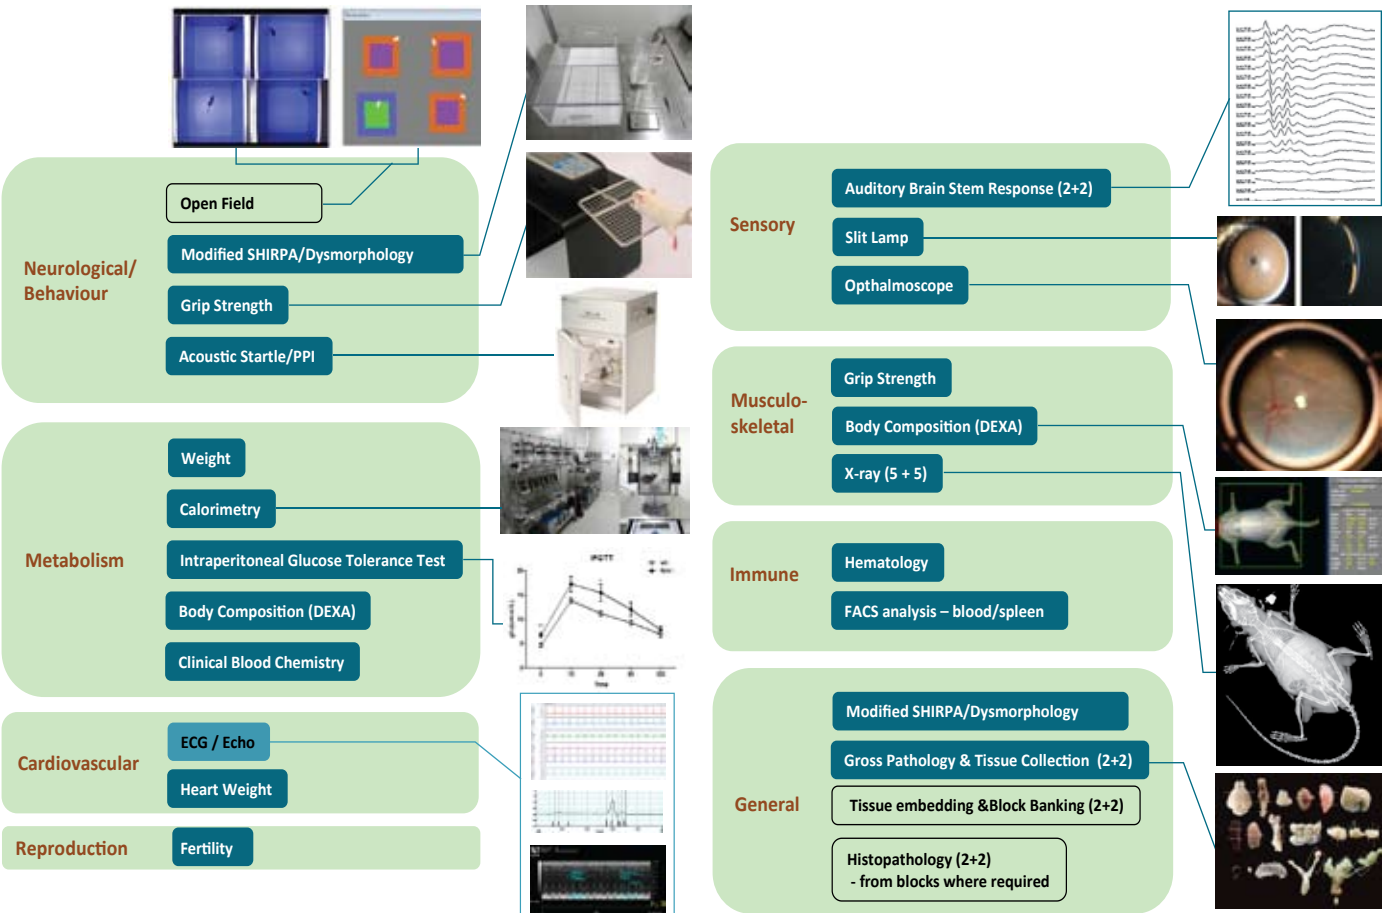 Neurological/
Behaviour
Open Field
Modified SHIRPA/Dysmorphology
Grip Strength
Acoustic Startle/PPI
Metabolism
Weight
Calorimetry
Intraperitoneal Glucose Tolerance Test
Body Composition (DEXA)
Clinical Blood Chemistry
IPGTT
Time
Cardiovascular
ECG / Echo
Heart Weight
Reproduction
Fertility
Sensory
Auditory Brain Stem Response (2+2)
Slit Lamp
Opthalmoscope
Musculo-
skeletal
Grip Strength
Body Composition (DEXA)
X-ray (5 + 5)
Immune
Hematology
FACS analysis – blood/spleen
General
Modified SHIRPA/Dysmorphology
Gross Pathology & Tissue Collection (2+2)
Tissue embedding &Block Banking (2+2)
Histopathology (2+2)
- from blocks where required